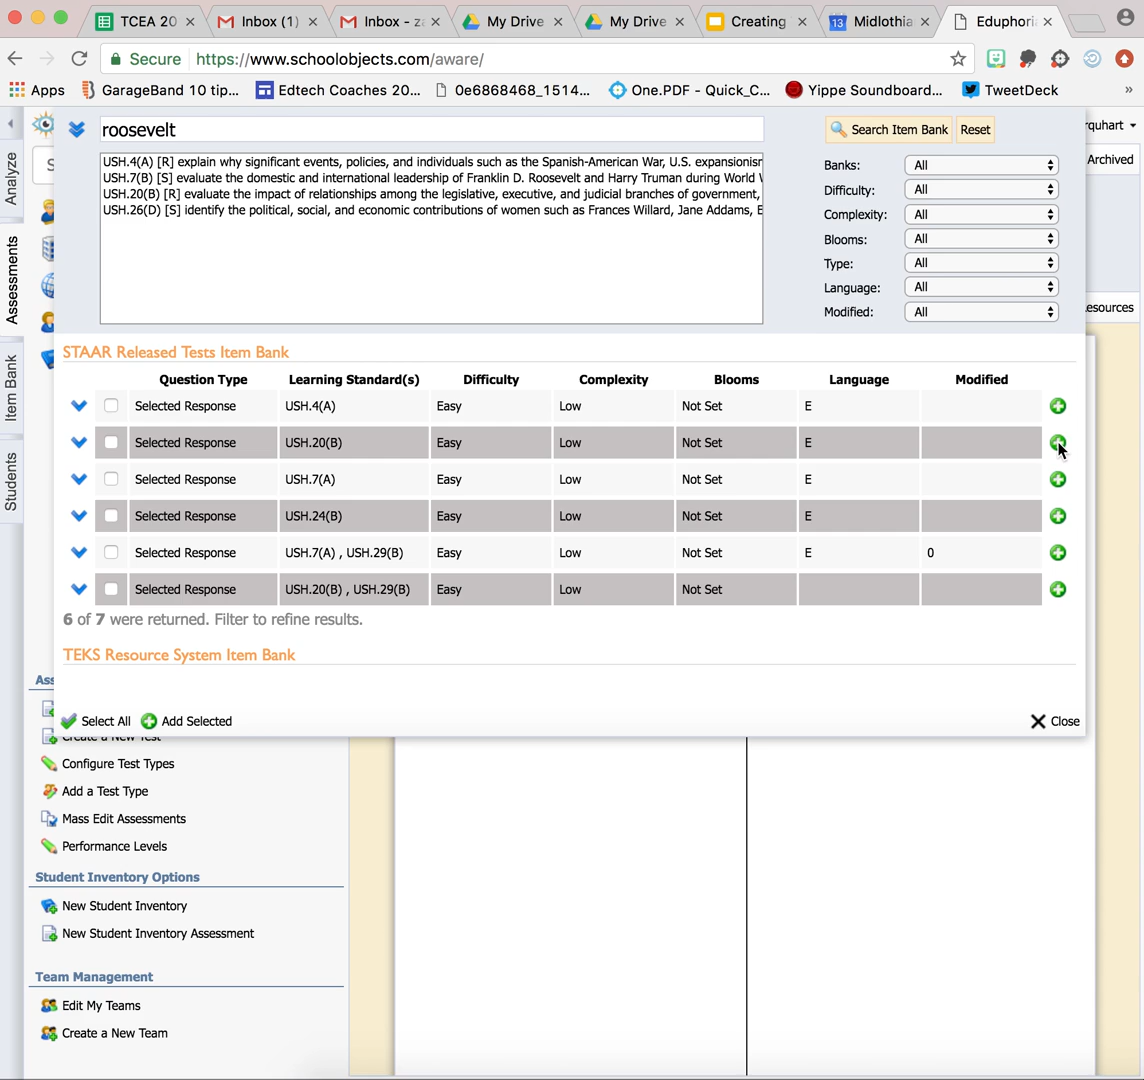 TCEA 20
Inbox (1)
Inbox - za
My Drive
My Drive
Creating
13 Midlothia
Eduphoria
Secure https://www.schoolobjects.com/aware/
Apps GarageBand 10 tip... Edtech Coaches 20... 0e6868468_1514... One.PDF - Quick_C... Yippe Soundboard... TweetDeck »
roosevelt
Search Item Bank Reset
rquhart
Archived
Analyze
Assessments
Item Bank
Students
USH.4(A) [R] explain why significant events, policies, and individuals such as the Spanish-American War, U.S. expansionism
USH.7(B) [S] evaluate the domestic and international leadership of Franklin D. Roosevelt and Harry Truman during World
USH.20(B) [R] evaluate the impact of relationships among the legislative, executive, and judicial branches of government,
USH.26(D) [S] identify the political, social, and economic contributions of women such as Frances Willard, Jane Addams, E
Banks: All
Difficulty: All
Complexity: All
Blooms: All
Type: All
Language: All
Modified: All
esources
STAAR Released Tests Item Bank
Question Type Learning Standard(s) Difficulty Complexity Blooms Language Modified
Selected Response USH.4(A) Easy Low Not Set E
Selected Response USH.20(B) Easy Low Not Set E
Selected Response USH.7(A) Easy Low Not Set E
Selected Response USH.24(B) Easy Low Not Set E
Selected Response USH.7(A) , USH.29(B) Easy Low Not Set E 0
Selected Response USH.20(B) , USH.29(B) Easy Low Not Set
6 of 7 were returned. Filter to refine results.
TEKS Resource System Item Bank
Ass
Select All Add Selected Close
Create a New Test
Configure Test Types
Add a Test Type
Mass Edit Assessments
Performance Levels
Student Inventory Options
New Student Inventory
New Student Inventory Assessment
Team Management
Edit My Teams
Create a New Team